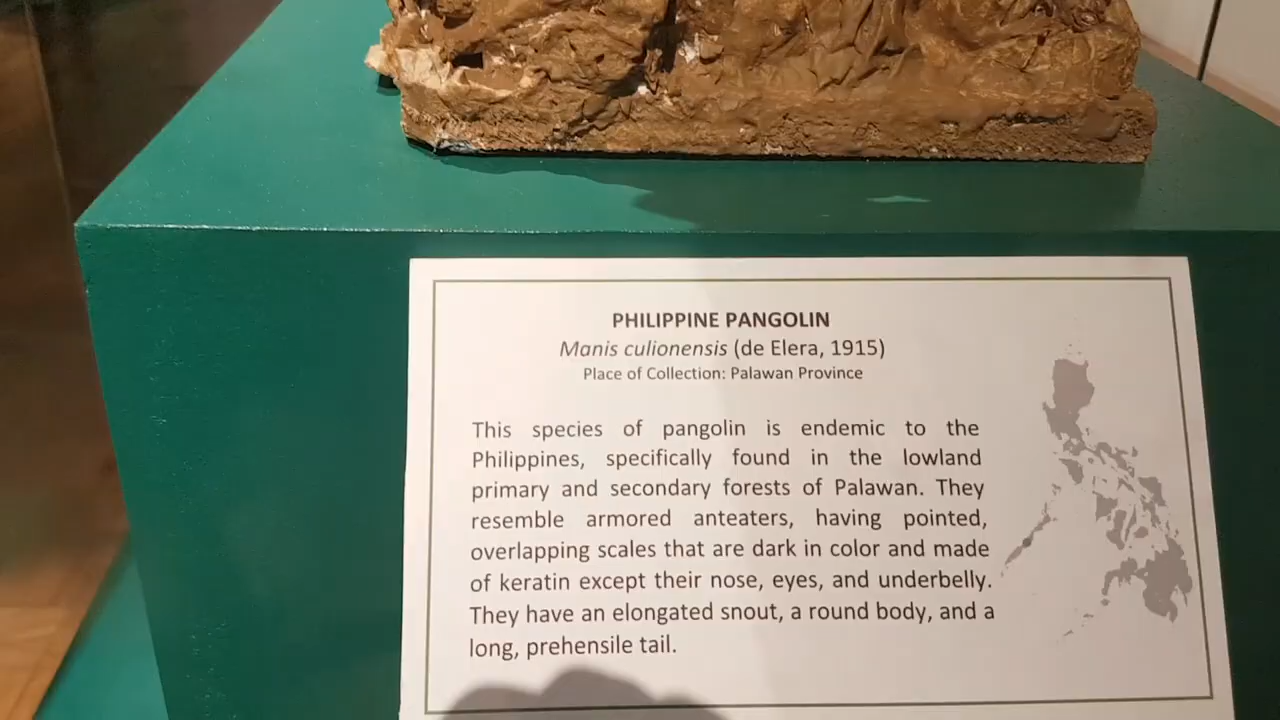 PHILIPPINE PANGOLIN
Manis culionensis (de Elera, 1915)
Place of Collection: Palawan Province
This species of pangolin is endemic to the
Philippines, specifically found in the lowland
primary and secondary forests of Palawan. They
resemble armored anteaters, having pointed,
overlapping scales that are dark in color and made
of keratin except their nose, eyes, and underbelly.
They have an elongated snout, a round body, and a
long, prehensile tail.